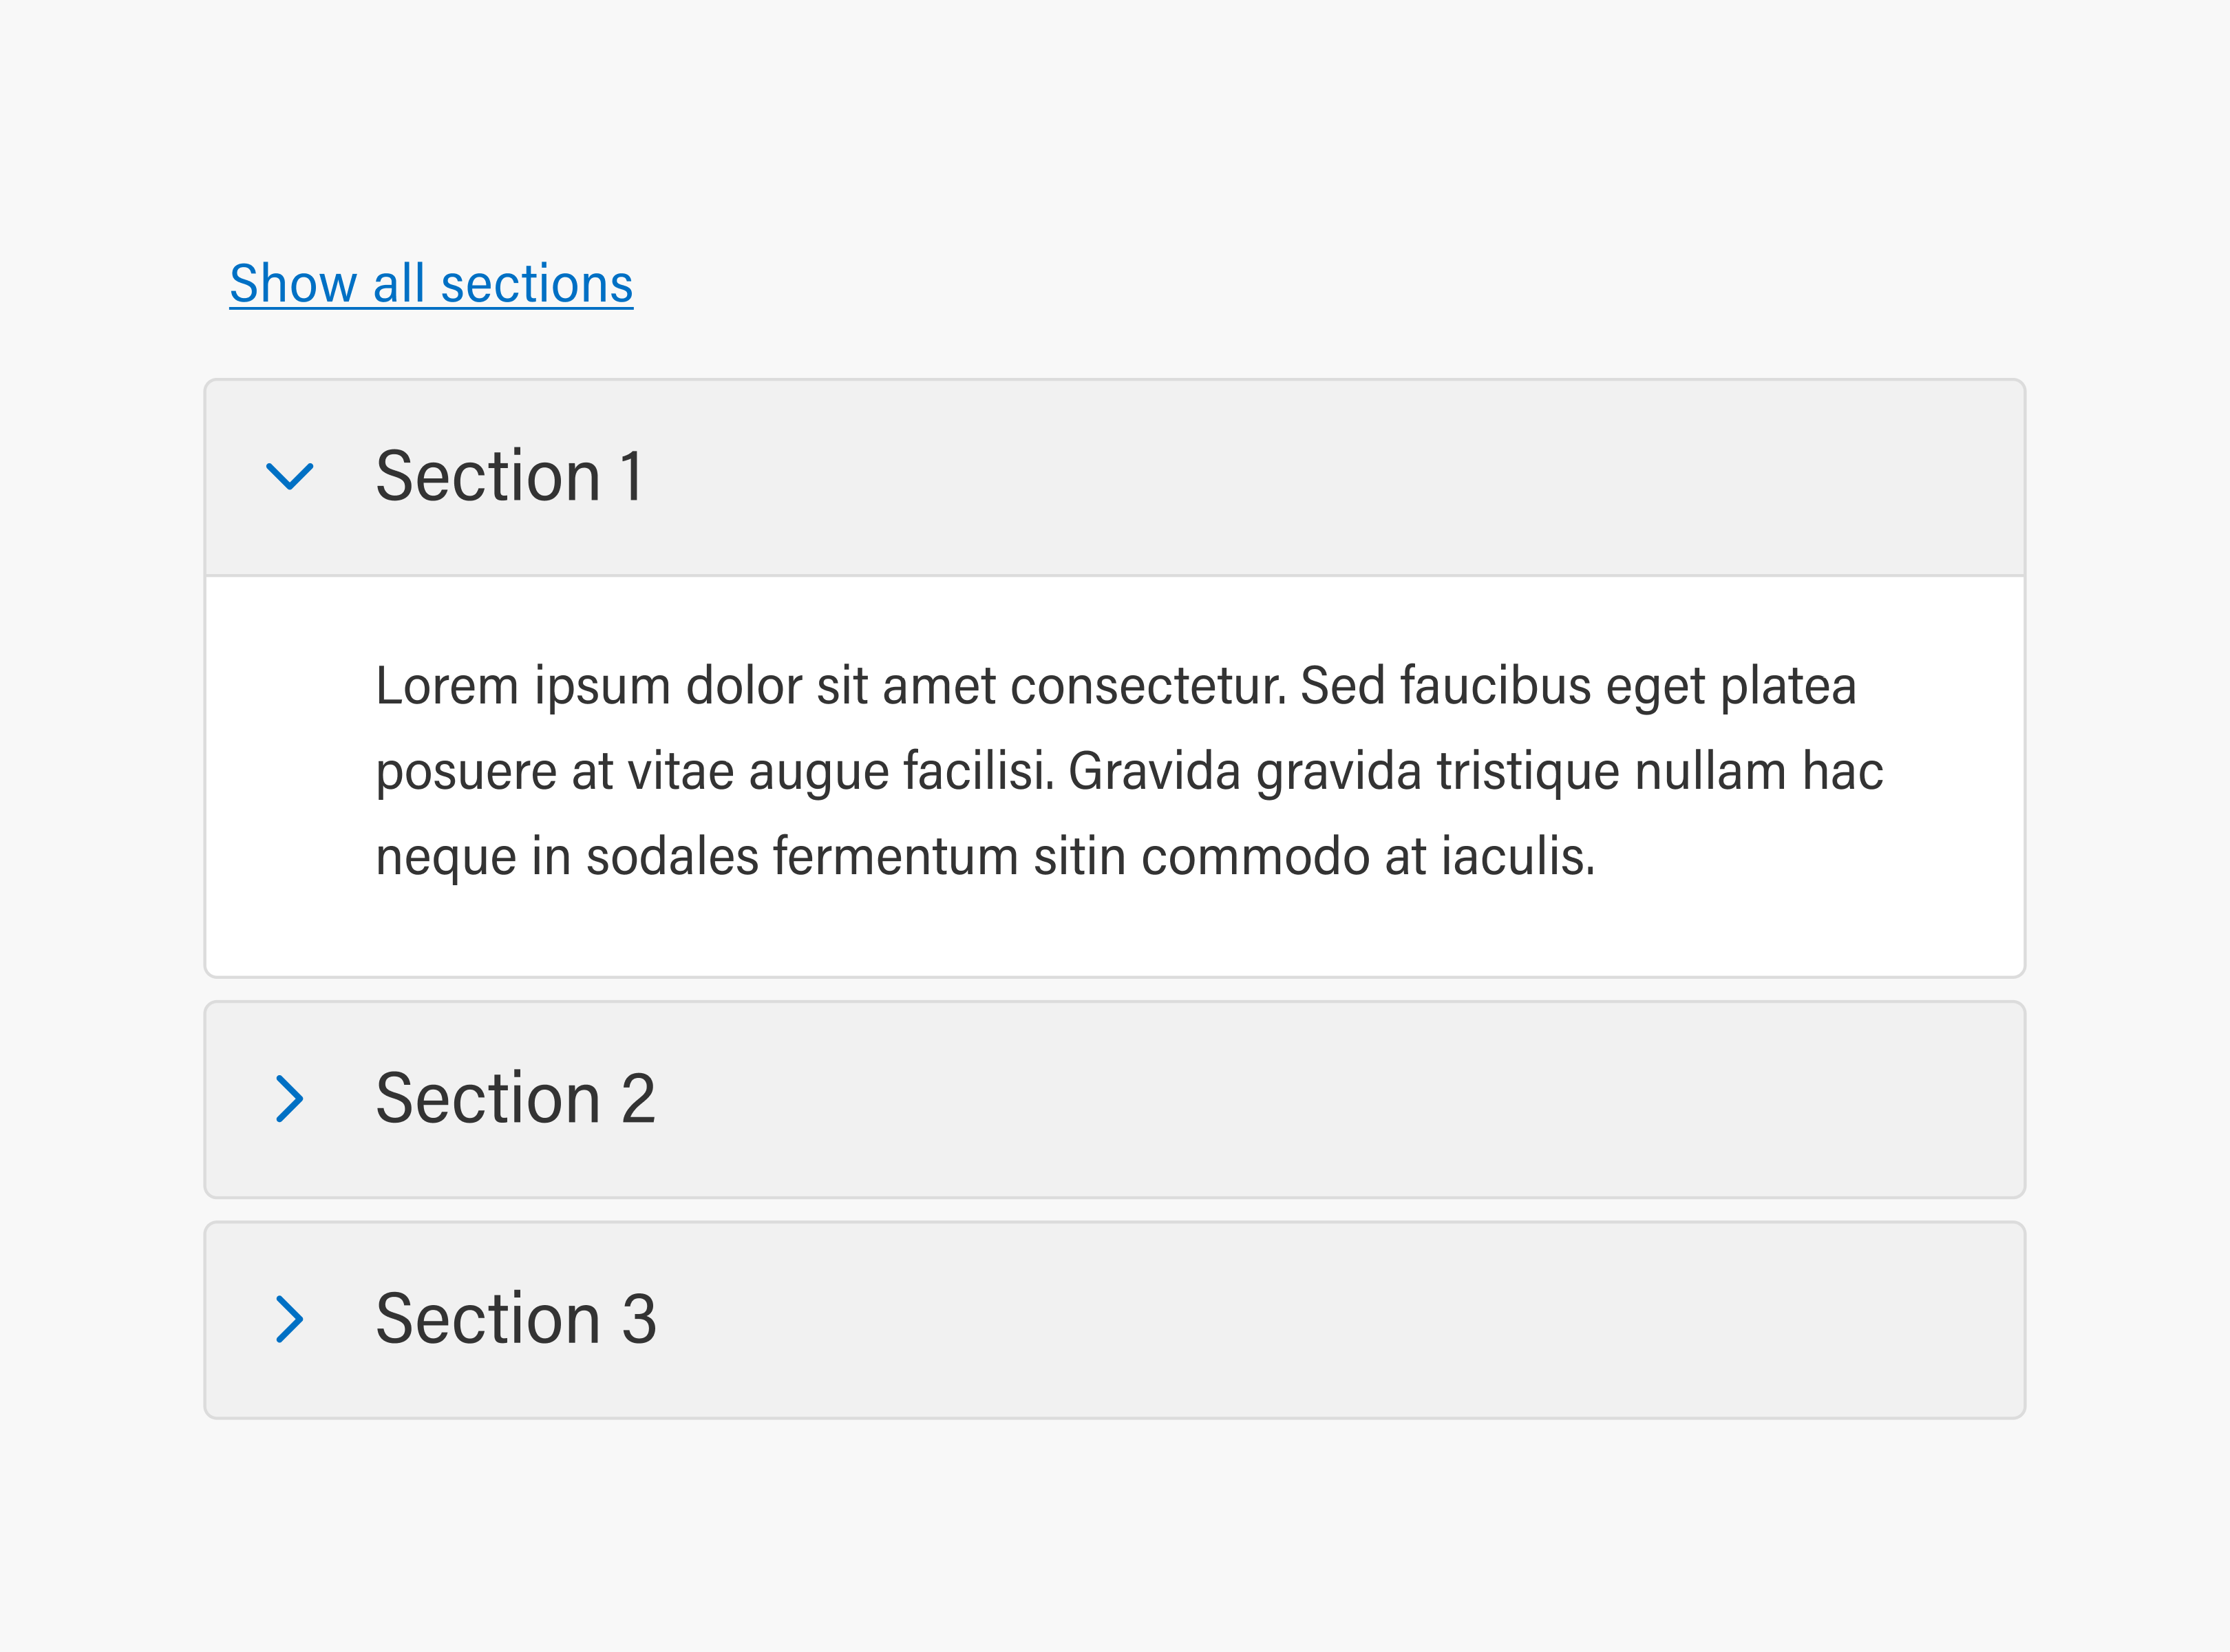 Show all sections
Section 1
Lorem ipsum dolor sit amet consectetur. Sed faucibus eget platea
posuere at vitae augue facilisi. Gravida gravida tristique nullam hac
neque in sodales fermentum sitin commodo at iaculis.
Section 2
Section 3